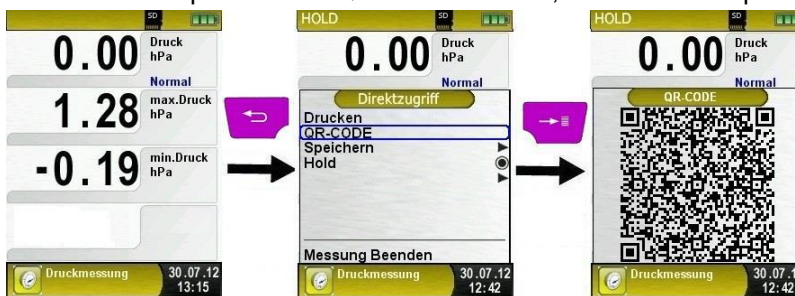 SD
0.00 Druck hPa
Normal
1.28 max.Druck hPa
-0.19 min.Druck hPa
Druckmessung 30.07.12
13:15
HOLD SD
0.00 Druck hPa
Normal
Direktzugriff
Drucken
QR-CODE
Speichern
Hold
Messung Beenden
Druckmessung 30.07.12
12:42
HOLD SD
0.00 Druck hPa
Normal
QR-CODE
Druckmessung 30.07.1
12:42